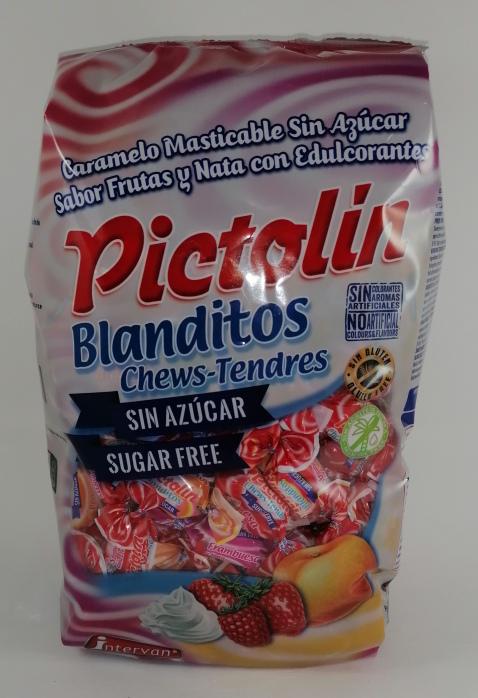 Caramelo Masticable Sin Azúcar
Sabor Frutas y Nata con Edulcorantes
Pictolín
Blanditos
Chews-Tendres
SIN COLORANTES
AROMAS
ARTIFICIALES
NO ARTIFICIAL
COLOURS & FLAVOURS
SIN GLUTEN
GLUTEN FREE
SIN AZÚCAR
SUGAR FREE
Frambuesa
intervan